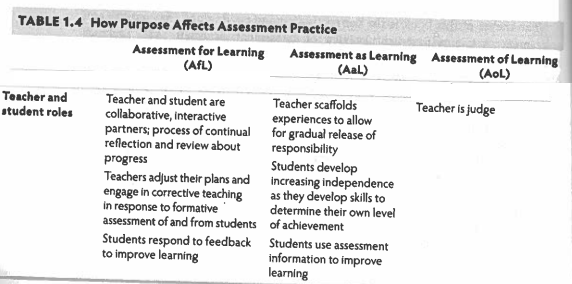 TABLE 1.4 How Purpose Affects Assessment Practice
Assessment for Learning
(AfL)
Assessment as Learning
(AaL)
Assessment of Learning
(AoL)
Teacher and
student roles
Teacher and student are
collaborative, interactive
partners; process of continual
reflection and review about
progress
Teachers adjust their plans and
engage in corrective teaching
in response to formative
assessment of and from students
Students respond to feedback
to improve learning
Teacher scaffolds
experiences to allow
for gradual release of
responsibility
Students develop
increasing independence
as they develop skills to
determine their own level
of achievement
Students use assessment
information to improve
learning
Teacher is judge